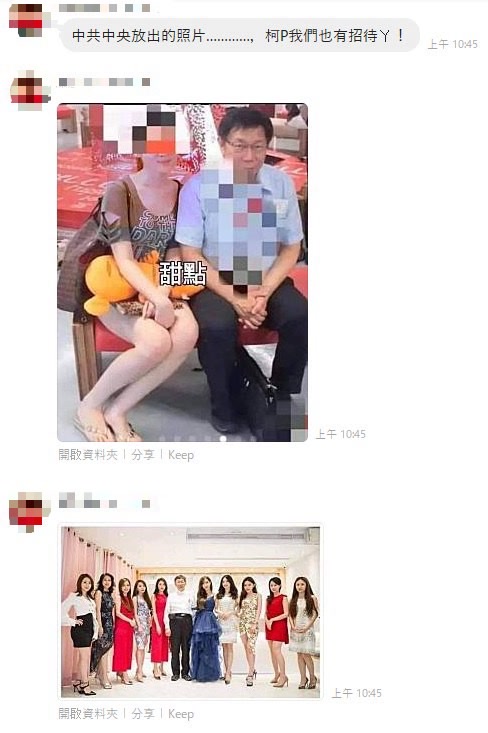 中共中央放出的照片............,柯P我們也有招待ㄚ!
上午 10:45
甜點
上午 10:45
開啟資料夾 | 分享 | Keep
上午 10:45
開啟資料夾 | 分享 | Keep